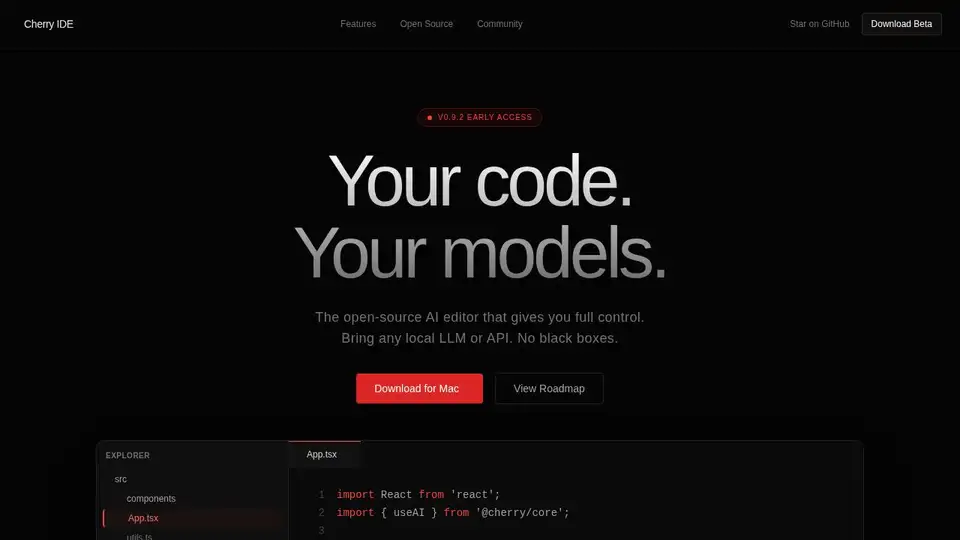 Cherry IDE
Features
Open Source
Community
Star on GitHub
Download Beta
V0.9.2 EARLY ACCESS
Your code.
Your models.
The open-source AI editor that gives you full control.
Bring any local LLM or API. No black boxes.
Download for Mac
View Roadmap
EXPLORER
src
components
App.tsx
utils.ts
App.tsx
1 import React from 'react';
2 import { useAI } from '@cherry/core';
3